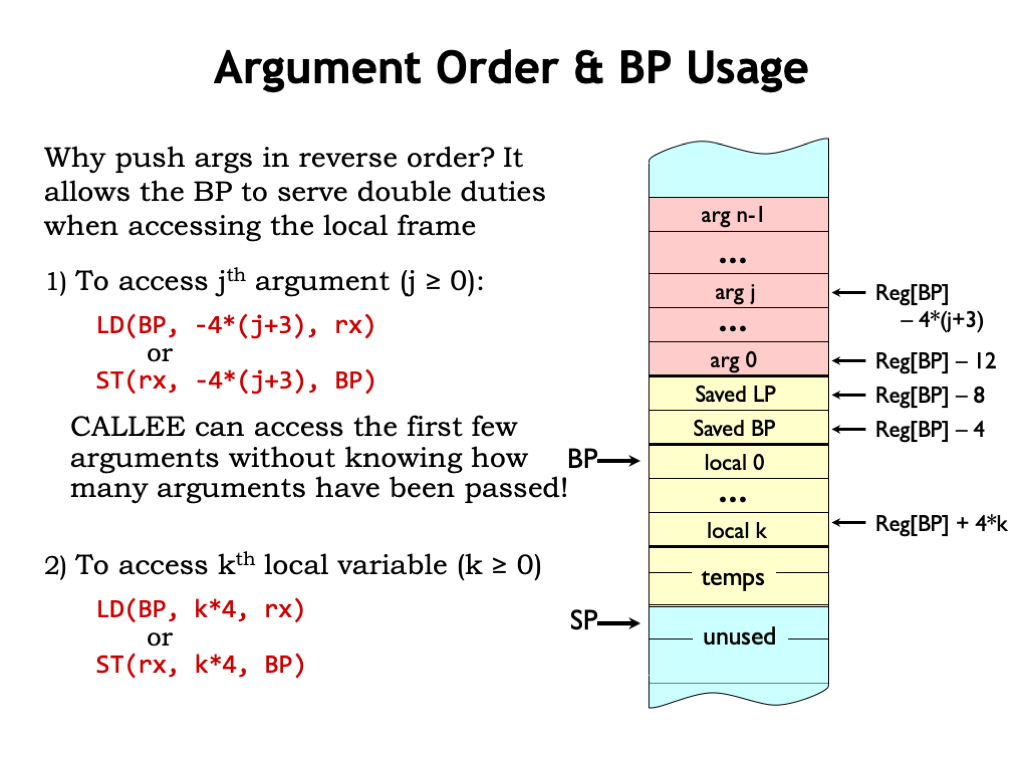 Argument Order & BP Usage
Why push args in reverse order? It
allows the BP to serve double duties
when accessing the local frame
1) To access jth argument (j ≥ 0):
LD(BP, -4*(j+3), rx)
or
ST(rx, -4*(j+3), BP)
CALLEE can access the first few
arguments without knowing how
many arguments have been passed!
2) To access kth local variable (k ≥ 0)
LD(BP, k*4, rx)
or
ST(rx, k*4, BP)
arg n-1
...
arg j
...
arg 0
Saved LP
Saved BP
local 0
...
local k
temps
unused
BP
SP
Reg[BP]
– 4*(j+3)
Reg[BP] – 12
Reg[BP] – 8
Reg[BP] – 4
Reg[BP] + 4*k